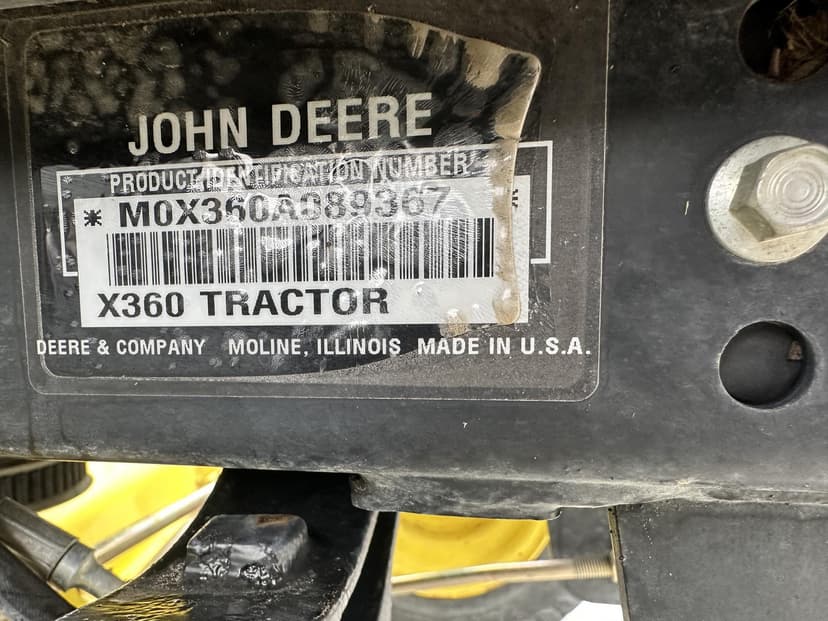 JOHN DEERE
PRODUCT IDENTIFICATION NUMBER
* M0X360A089367 *
X360 TRACTOR
DEERE & COMPANY MOLINE, ILLINOIS MADE IN U.S.A.